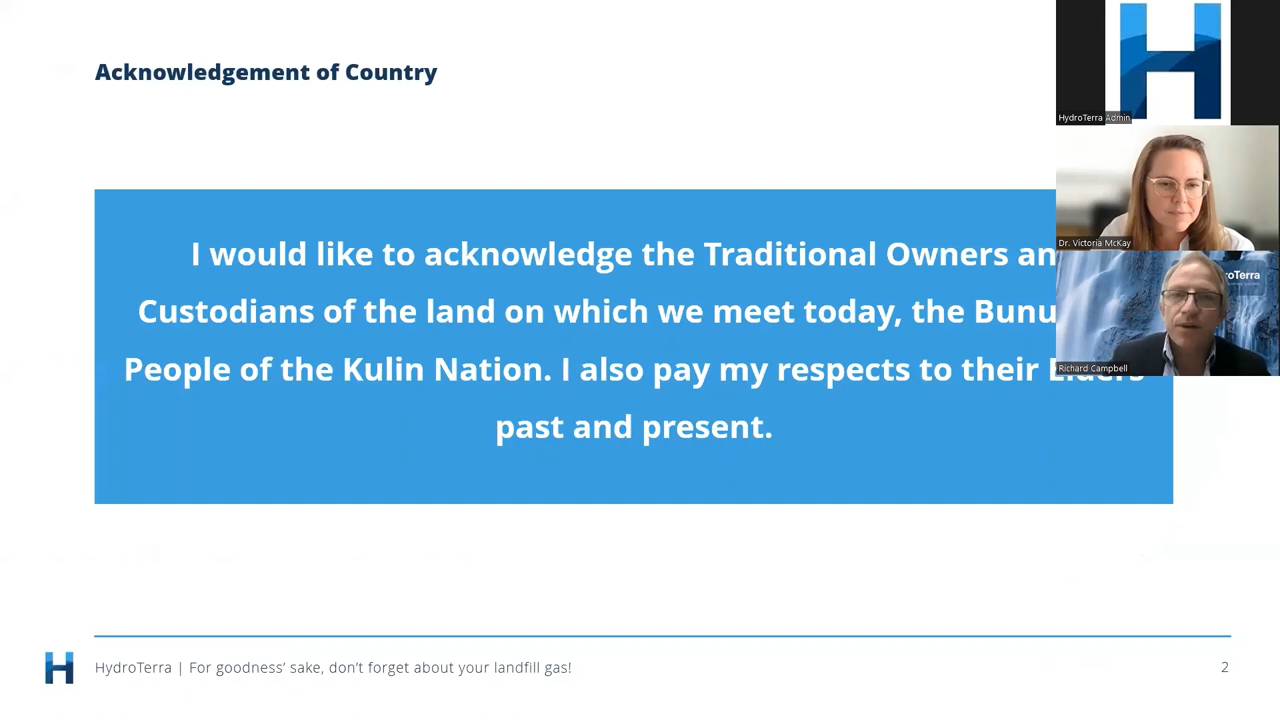 Acknowledgement of Country
I would like to acknowledge the Traditional Owners an
Custodians of the land on which we meet today, the Bunu
People of the Kulin Nation. I also pay my respects to their Elders
past and present.
HydroTerra | For goodness’ sake, don’t forget about your landfill gas!
2
HydroTerra Admin
Dr. Victoria McKay
roTerra
Richard Campbell